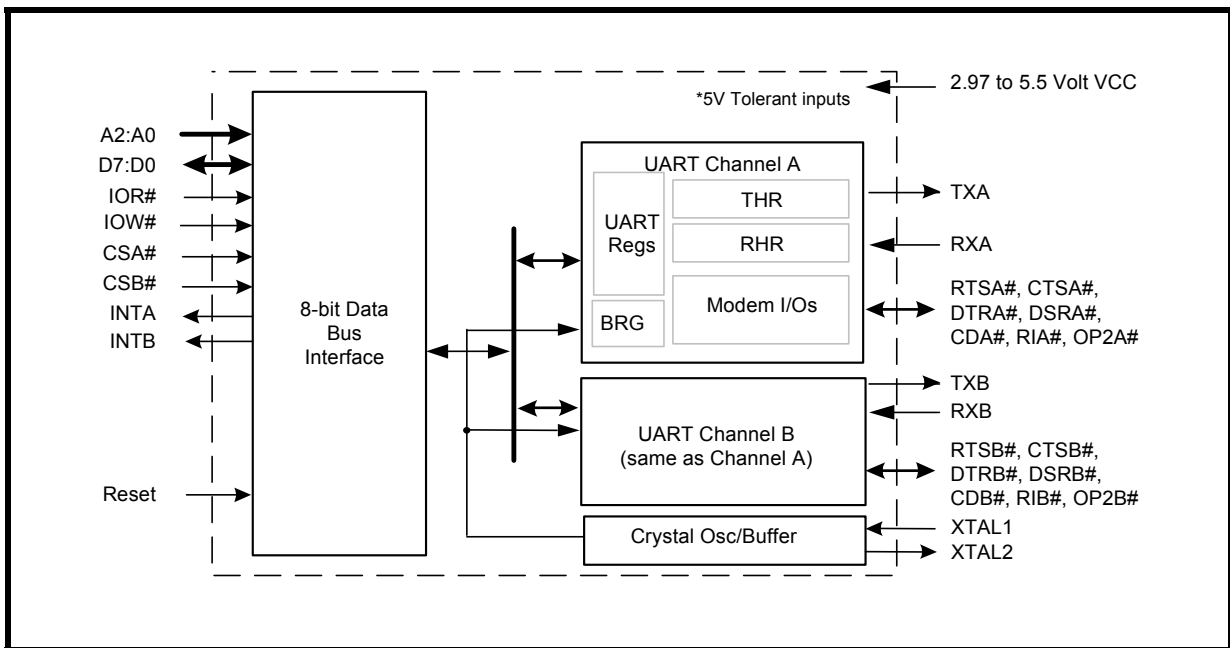 2.97 to 5.5 Volt VCC
*5V Tolerant inputs
A2:A0
D7:D0
IOR#
IOW#
CSA#
CSB#
INTA
INTB
Reset
8-bit Data
Bus
Interface
UART Channel A
UART
Regs
THR
RHR
BRG
Modem I/Os
TXA
RXA
RTSA#, CTSA#,
DTRA#, DSRA#,
CDA#, RIA#, OP2A#
UART Channel B
(same as Channel A)
TXB
RXB
RTSB#, CTSB#,
DTRB#, DSRB#,
CDB#, RIB#, OP2B#
Crystal Osc/Buffer
XTAL1
XTAL2